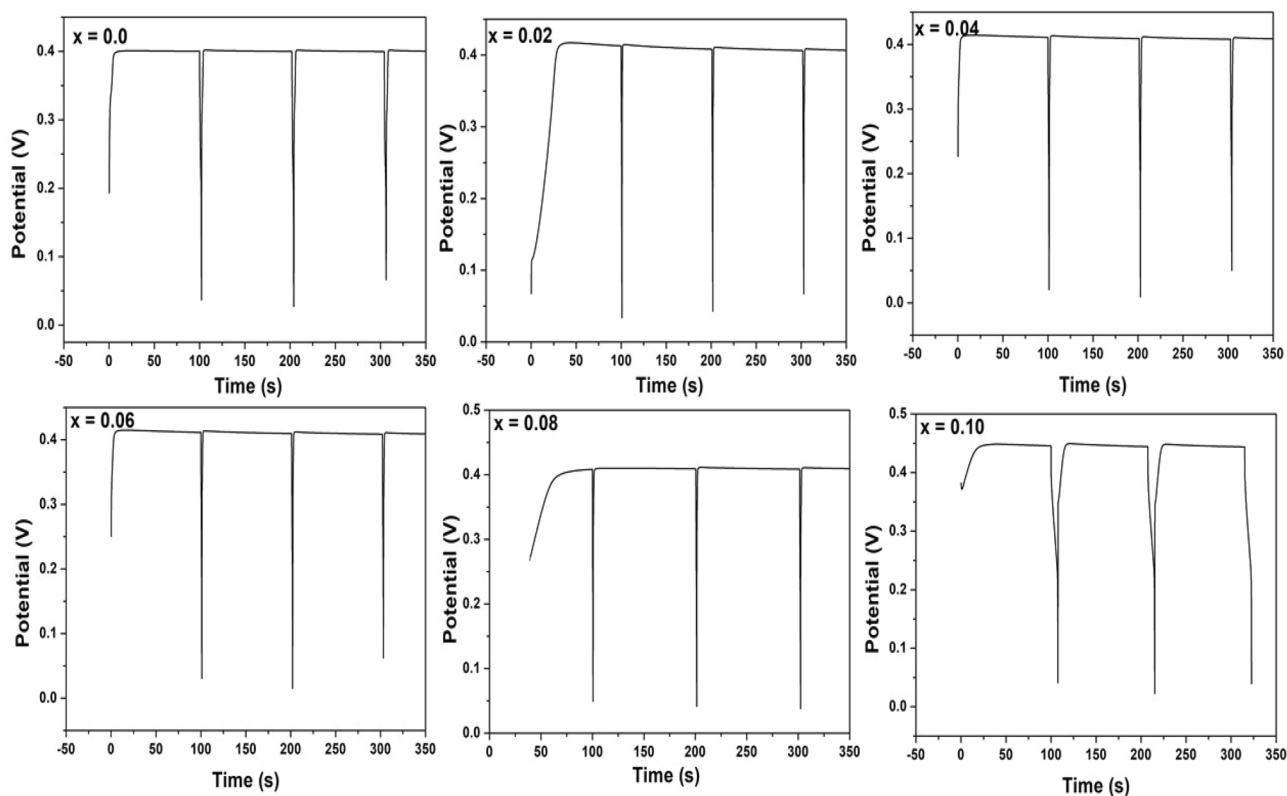 x = 0.0
0.4
0.3
0.2
0.1
0.0
Potential (V)
-50 0 50 100 150 200 250 300 350
Time (s)
x = 0.02
0.4
0.3
0.2
0.1
0.0
Potential (V)
-50 0 50 100 150 200 250 300 350
Time (s)
x = 0.04
0.4
0.3
0.2
0.1
0.0
Potential (V)
-50 0 50 100 150 200 250 300 350
Time (s)
x = 0.06
0.4
0.3
0.2
0.1
0.0
Potential (V)
-50 0 50 100 150 200 250 300 350
Time (s)
x = 0.08
0.5
0.4
0.3
0.2
0.1
0.0
Potential (V)
0 50 100 150 200 250 300 350
Time (s)
x = 0.10
0.5
0.4
0.3
0.2
0.1
0.0
Potential (V)
-50 0 50 100 150 200 250 300 350
Time (s)